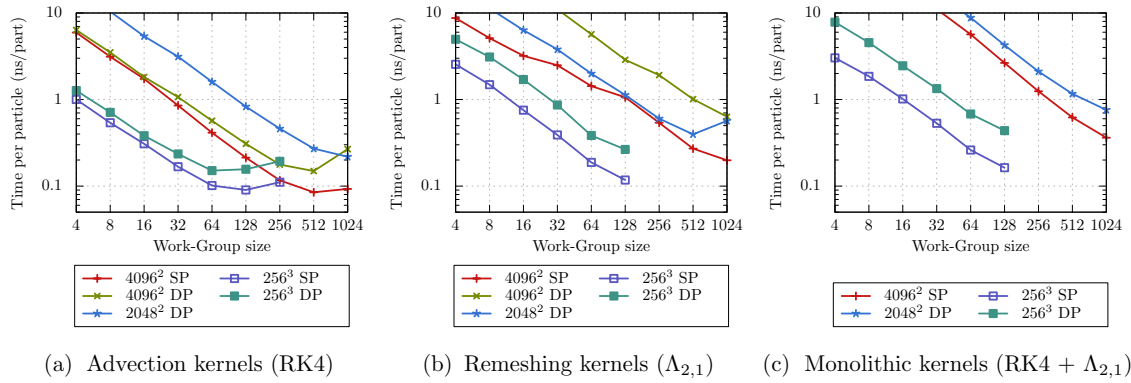 10
1
0.1
4 8 16 32 64 128 256 512 1024
Time per particle (ns/part)
Work-Group size
4096² SP 256³ SP
4096² DP 256³ DP
2048² DP
(a) Advection kernels (RK4)
10
1
0.1
4 8 16 32 64 128 256 512 1024
Time per particle (ns/part)
Work-Group size
4096² SP 256³ SP
4096² DP 256³ DP
2048² DP
(b) Remeshing kernels (Λ₂,₁)
10
1
0.1
4 8 16 32 64 128 256 512 1024
Time per particle (ns/part)
Work-Group size
4096² SP 256³ SP
2048² DP 256³ DP
(c) Monolithic kernels (RK4 + Λ₂,₁)